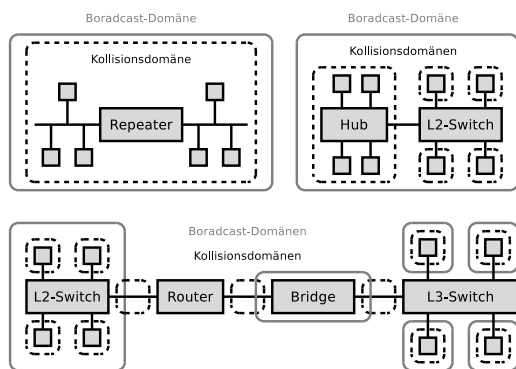 Boradcast-Domäne
Kollisionsdomäne
Repeater
Boradcast-Domäne
Kollisionsdomänen
Hub
L2-Switch
Boradcast-Domänen
Kollisionsdomänen
L2-Switch
Router
Bridge
L3-Switch